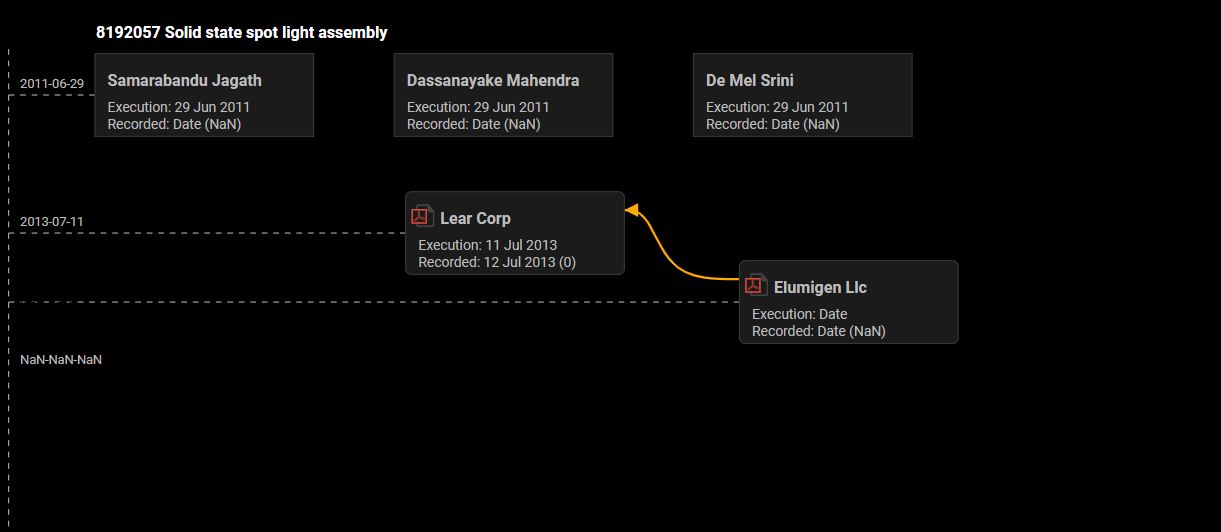 8192057 Solid state spot light assembly
2011-06-29
Samarabandu Jagath
Execution: 29 Jun 2011
Recorded: Date (NaN)
Dassanayake Mahendra
Execution: 29 Jun 2011
Recorded: Date (NaN)
De Mel Srini
Execution: 29 Jun 2011
Recorded: Date (NaN)
2013-07-11
Lear Corp
Execution: 11 Jul 2013
Recorded: 12 Jul 2013 (0)
Elumigen Llc
Execution: Date
Recorded: Date (NaN)
NaN-NaN-NaN